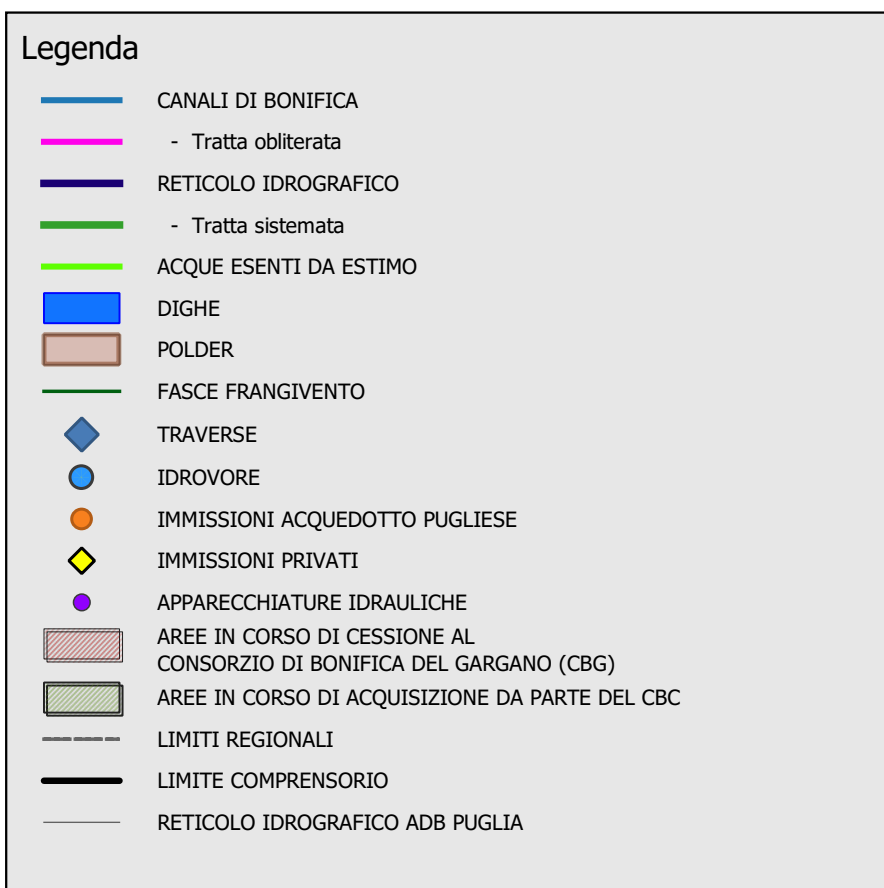 Legenda
CANALI DI BONIFICA
- Tratta obliterata
RETICOLO IDROGRAFICO
- Tratta sistemata
ACQUE ESENTI DA ESTIMO
DIGHE
POLDER
FASCE FRANGIVENTO
TRAVERSE
IDROVORE
IMMISSIONI ACQUEDOTTO PUGLIESE
IMMISSIONI PRIVATI
APPARECCHIATURE IDRAULICHE
AREE IN CORSO DI CESSIONE AL
CONSORZIO DI BONIFICA DEL GARGANO (CBG)
AREE IN CORSO DI ACQUISIZIONE DA PARTE DEL CBC
LIMITI REGIONALI
LIMITE COMPRENSORIO
RETICOLO IDROGRAFICO ADB PUGLIA